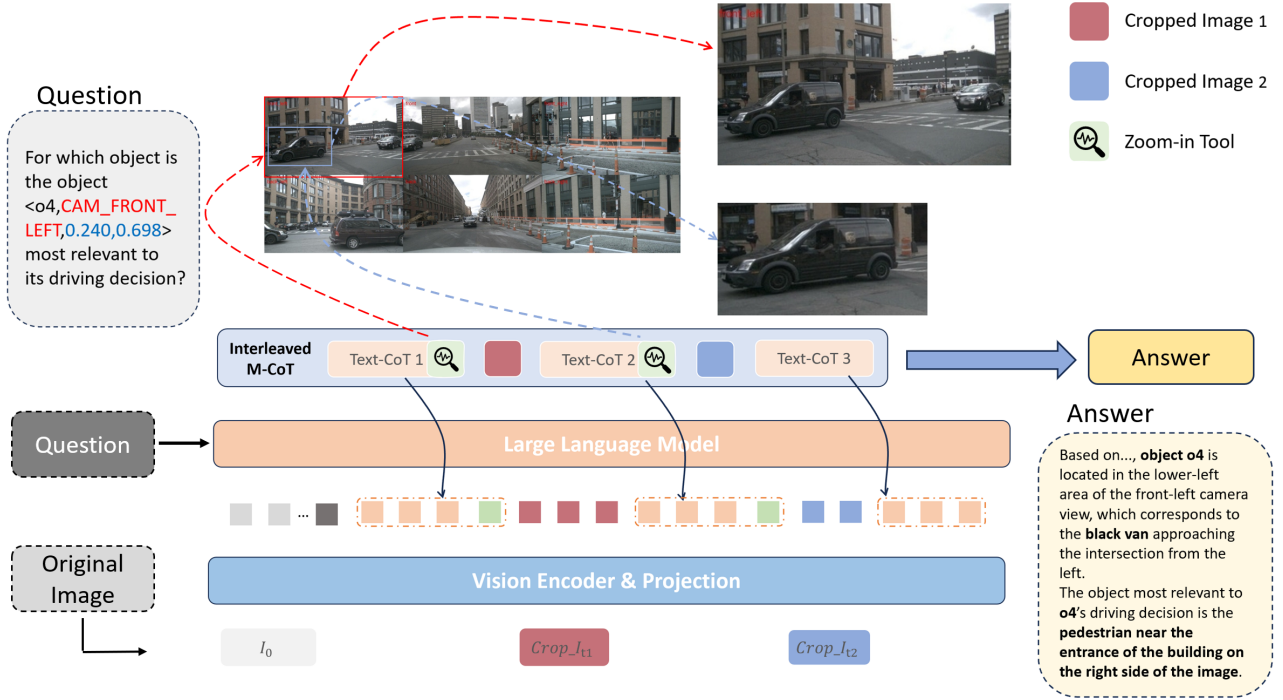 Cropped Image 1
Cropped Image 2
Zoom-in Tool
Question
For which object is
the object
<o4,CAM_FRONT_
LEFT,0.240,0.698>
most relevant to
its driving decision?
Interleaved
M-CoT
Text-CoT 1
Text-CoT 2
Text-CoT 3
Answer
Question
Large Language Model
...
Original
Image
Vision Encoder & Projection
I₀
Crop_Iₜ₁
Crop_Iₜ₂
Answer
Based on..., object o4 is
located in the lower-left
area of the front-left camera
view, which corresponds to
the black van approaching
the intersection from the
left.
The object most relevant to
o4's driving decision is the
pedestrian near the
entrance of the building on
the right side of the image.